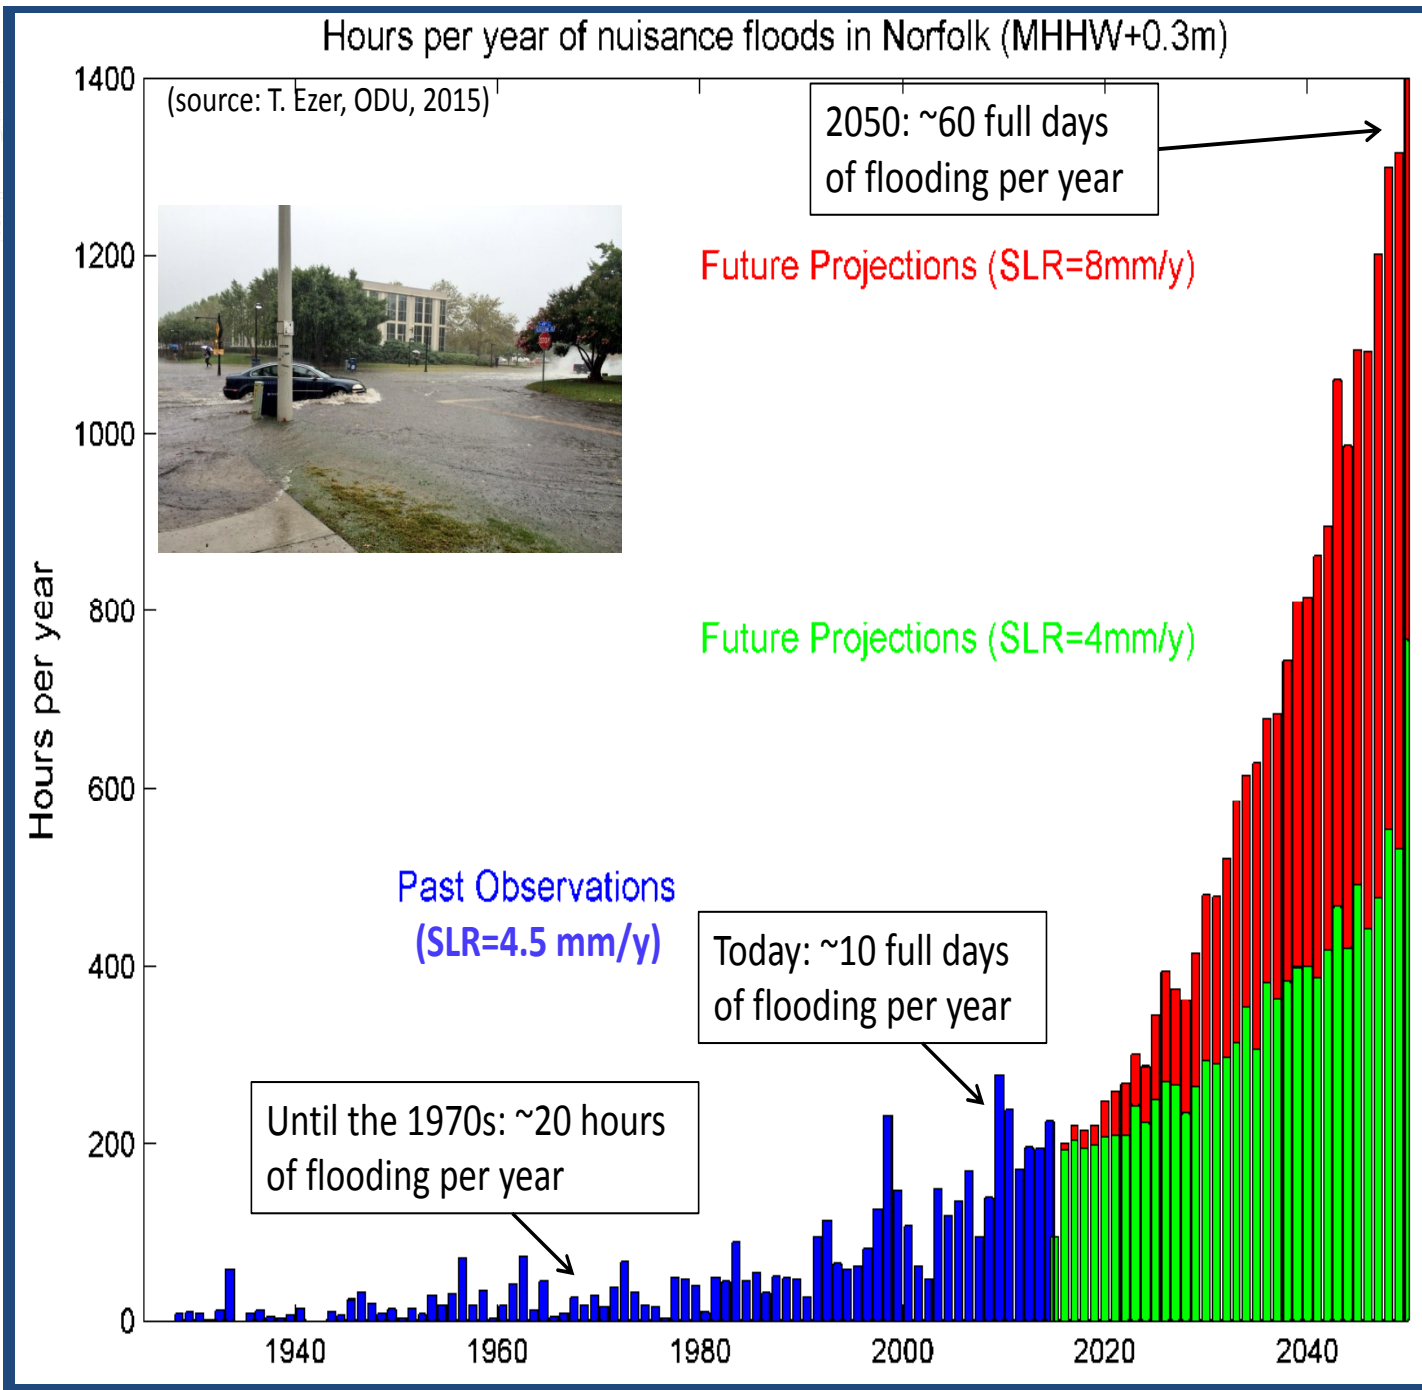 Hours per year of nuisance floods in Norfolk (MHHW+0.3m)
(source: T. Ezer, ODU, 2015)
2050: ~60 full days
of flooding per year
Future Projections (SLR=8mm/y)
Future Projections (SLR=4mm/y)
Past Observations
(SLR=4.5 mm/y)
Today: ~10 full days
of flooding per year
Until the 1970s: ~20 hours
of flooding per year
Hours per year
1400
1200
1000
800
600
400
200
0
1940
1960
1980
2000
2020
2040
STOP